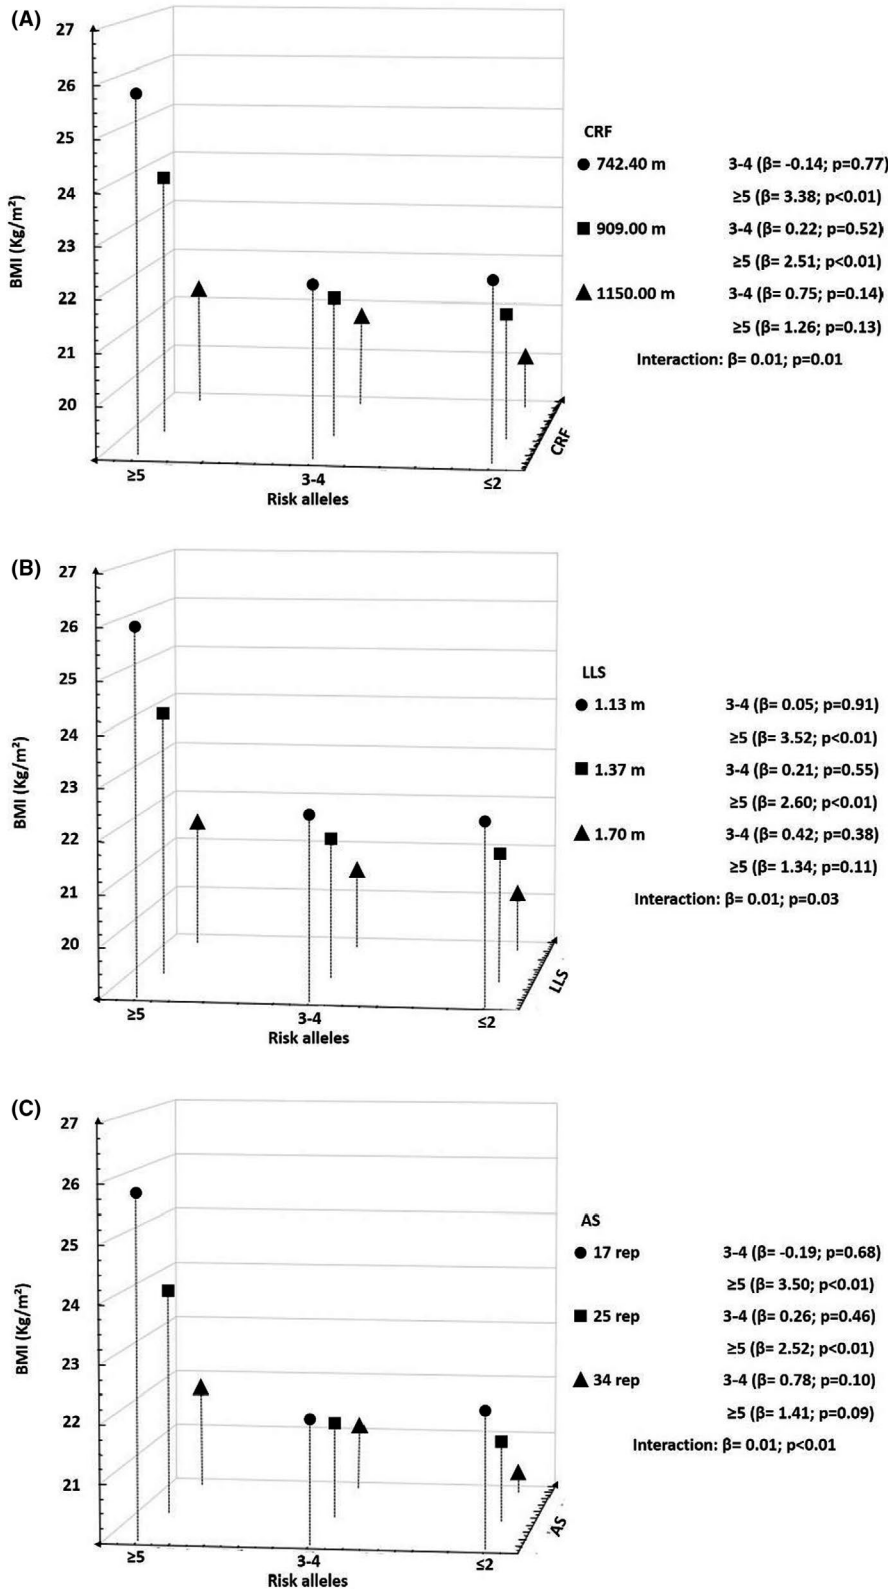 (A)
27
26
25
24
23
22
21
20
BMI (Kg/m²)
≥5
3-4
≤2
Risk alleles
CRF
CRF
● 742.40 m 3-4 (β= -0.14; p=0.77)
≥5 (β= 3.38; p<0.01)
■ 909.00 m 3-4 (β= 0.22; p=0.52)
≥5 (β= 2.51; p<0.01)
▲ 1150.00 m 3-4 (β= 0.75; p=0.14)
≥5 (β= 1.26; p=0.13)
Interaction: β= 0.01; p=0.01
(B)
27
26
25
24
23
22
21
20
BMI (Kg/m²)
≥5
3-4
≤2
Risk alleles
LLS
LLS
● 1.13 m 3-4 (β= 0.05; p=0.91)
≥5 (β= 3.52; p<0.01)
■ 1.37 m 3-4 (β= 0.21; p=0.55)
≥5 (β= 2.60; p<0.01)
▲ 1.70 m 3-4 (β= 0.42; p=0.38)
≥5 (β= 1.34; p=0.11)
Interaction: β= 0.01; p=0.03
(C)
27
26
25
24
23
22
21
BMI (Kg/m²)
≥5
3-4
≤2
Risk alleles
AS
AS
● 17 rep 3-4 (β= -0.19; p=0.68)
≥5 (β= 3.50; p<0.01)
■ 25 rep 3-4 (β= 0.26; p=0.46)
≥5 (β= 2.52; p<0.01)
▲ 34 rep 3-4 (β= 0.78; p=0.10)
≥5 (β= 1.41; p=0.09)
Interaction: β= 0.01; p<0.01